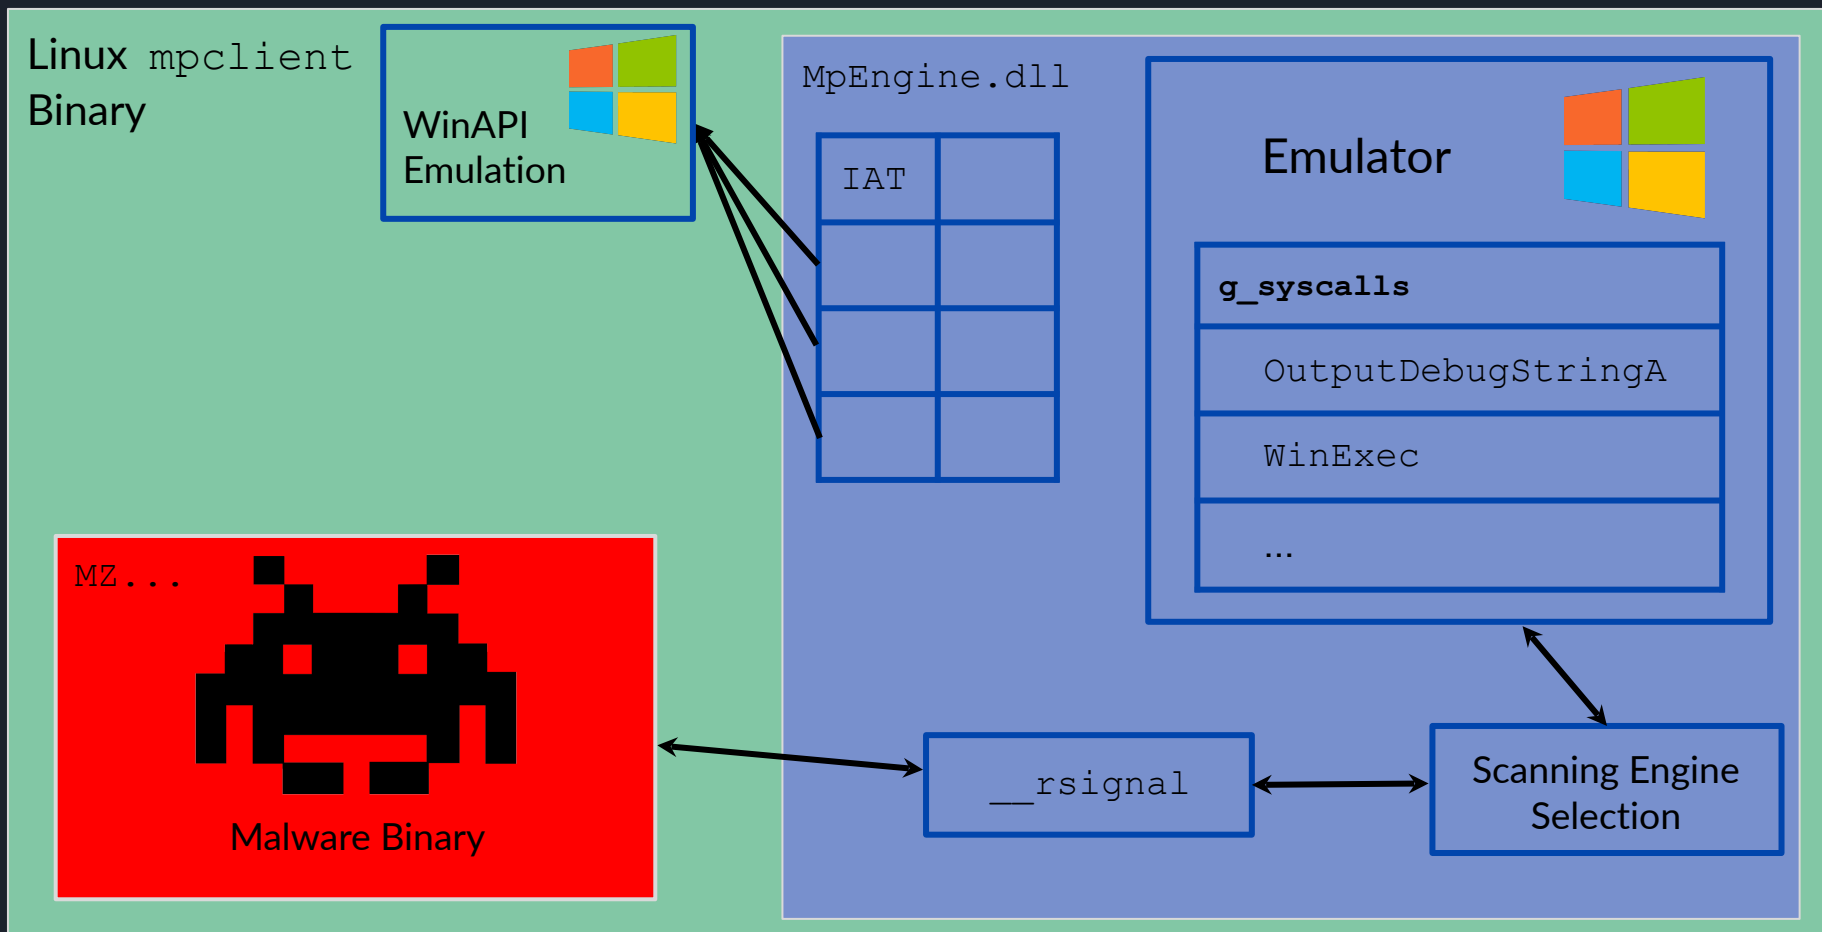 Linux mpclient
Binary
WinAPI
Emulation
MpEngine.dll
IAT
Emulator
g_syscalls
OutputDebugStringA
WinExec
...
MZ...
Malware Binary
__rsignal
Scanning Engine
Selection